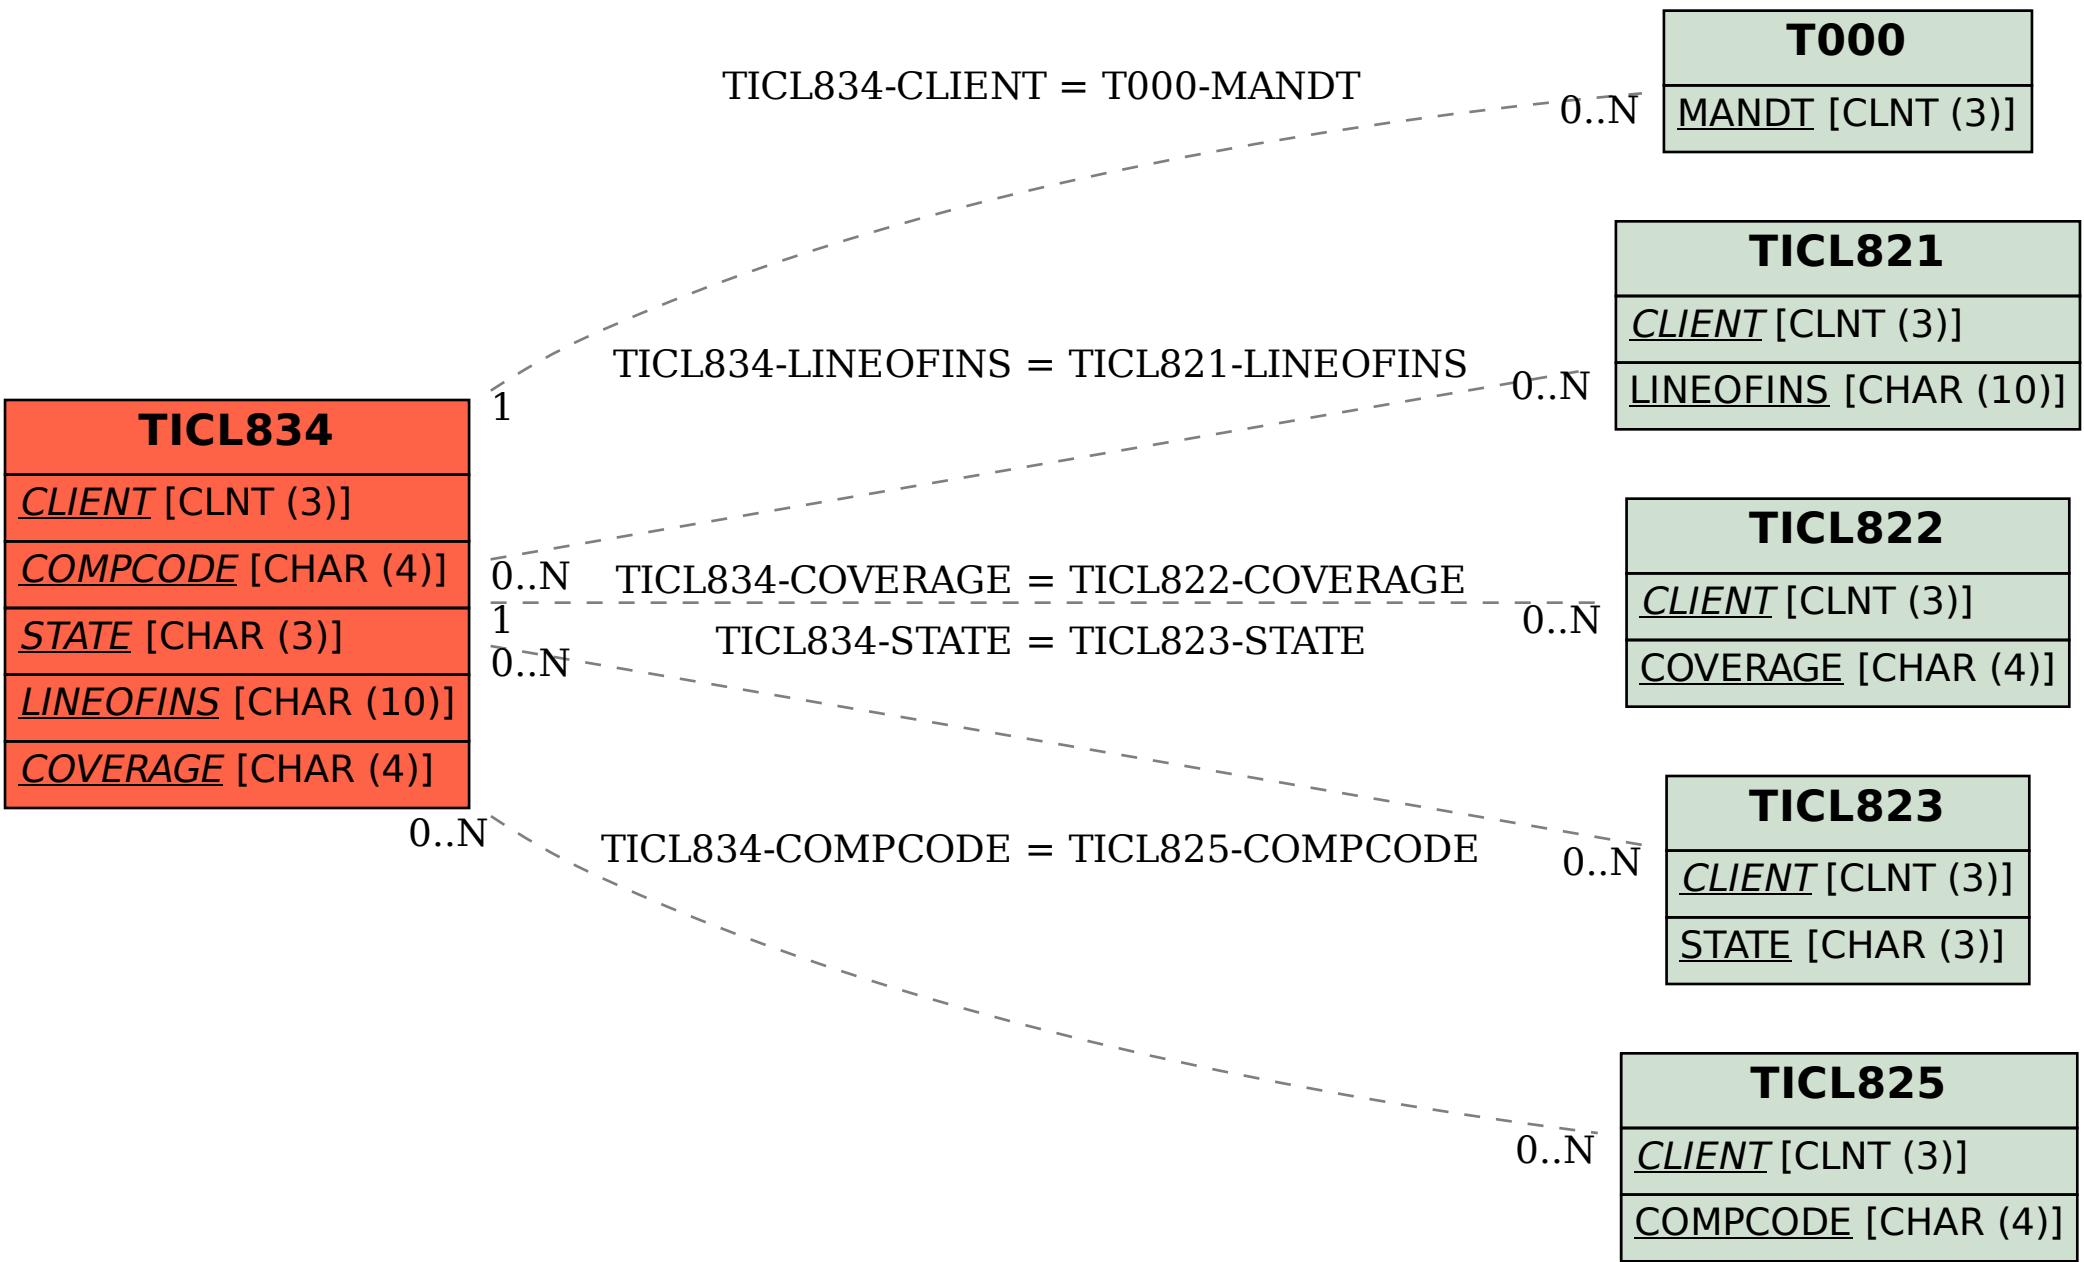 T000
MANDT [CLNT (3)]
TICL834-CLIENT = T000-MANDT
0..N
TICL821
CLIENT [CLNT (3)]
LINEOFINS [CHAR (10)]
TICL834-LINEOFINS = TICL821-LINEOFINS
0..N
1
TICL834
CLIENT [CLNT (3)]
COMPCODE [CHAR (4)]
STATE [CHAR (3)]
LINEOFINS [CHAR (10)]
COVERAGE [CHAR (4)]
0..N
TICL834-COVERAGE = TICL822-COVERAGE
1
0..N
TICL822
CLIENT [CLNT (3)]
COVERAGE [CHAR (4)]
TICL834-STATE = TICL823-STATE
0..N
0..N
TICL823
CLIENT [CLNT (3)]
STATE [CHAR (3)]
0..N
TICL834-COMPCODE = TICL825-COMPCODE
0..N
TICL825
CLIENT [CLNT (3)]
COMPCODE [CHAR (4)]